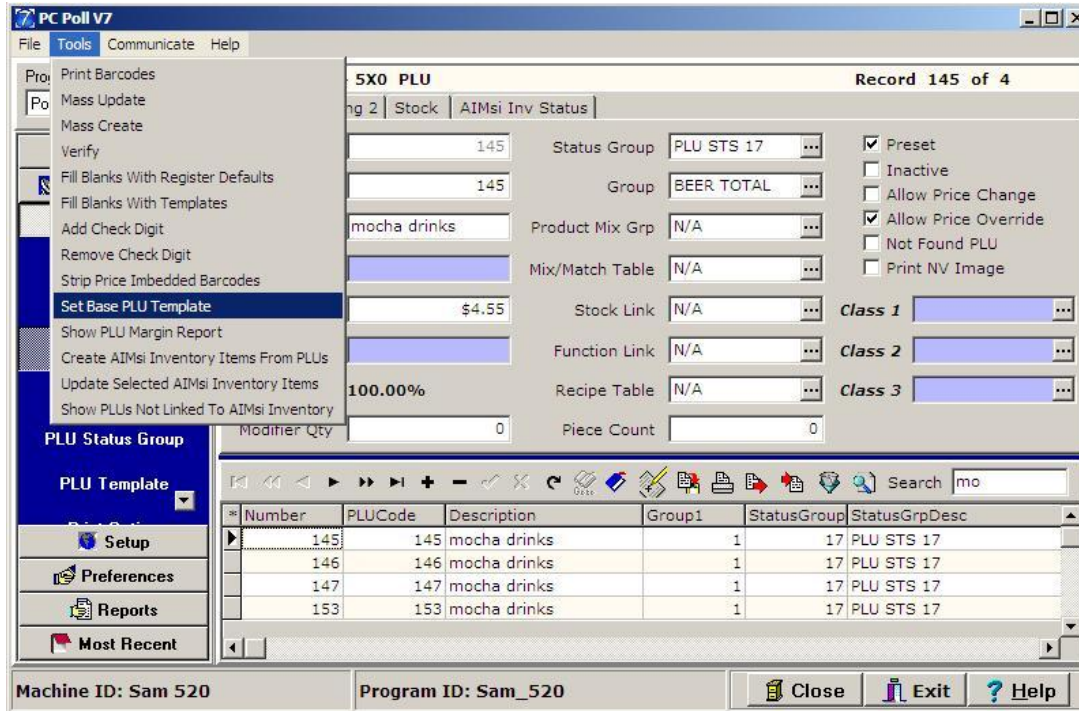 PC Poll V7
File Tools Communicate Help
Print Barcodes
Mass Update
Mass Create
Verify
Fill Blanks With Register Defaults
Fill Blanks With Templates
Add Check Digit
Remove Check Digit
Strip Price Imbedded Barcodes
Set Base PLU Template
Show PLU Margin Report
Create AIMsi Inventory Items From PLUs
Update Selected AIMsi Inventory Items
Show PLUs Not Linked To AIMsi Inventory
5X0 PLU Record 145 of 4
Po
ng 2 Stock AIMsi Inv Status
145 Status Group PLU STS 17 Preset
Inactive
145 Group BEER TOTAL Allow Price Change
mocha drinks Product Mix Grp N/A Allow Price Override
Not Found PLU
Mix/Match Table N/A Print NV Image
$4.55 Stock Link N/A Class 1
Function Link N/A Class 2
100.00% Recipe Table N/A Class 3
Modifier Qty 0 Piece Count 0
PLU Status Group
PLU Template
Setup
Preferences
Reports
Most Recent
Goto Search mo
* Number PLUCode Description Group1 StatusGroup StatusGrpDesc
145 145 mocha drinks 1 17 PLU STS 17
146 146 mocha drinks 1 17 PLU STS 17
147 147 mocha drinks 1 17 PLU STS 17
153 153 mocha drinks 1 17 PLU STS 17
Machine ID: Sam 520 Program ID: Sam_520 Close Exit ? Help